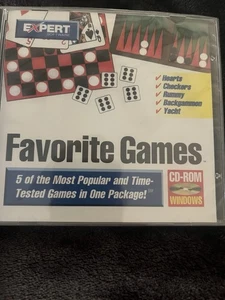 EXPERT
Hearts
Checkers
Rummy
Backgammon
Yacht
Favorite Games™
5 of the Most Popular and Time-
Tested Games in One Package!
CD-ROM
WINDOWS